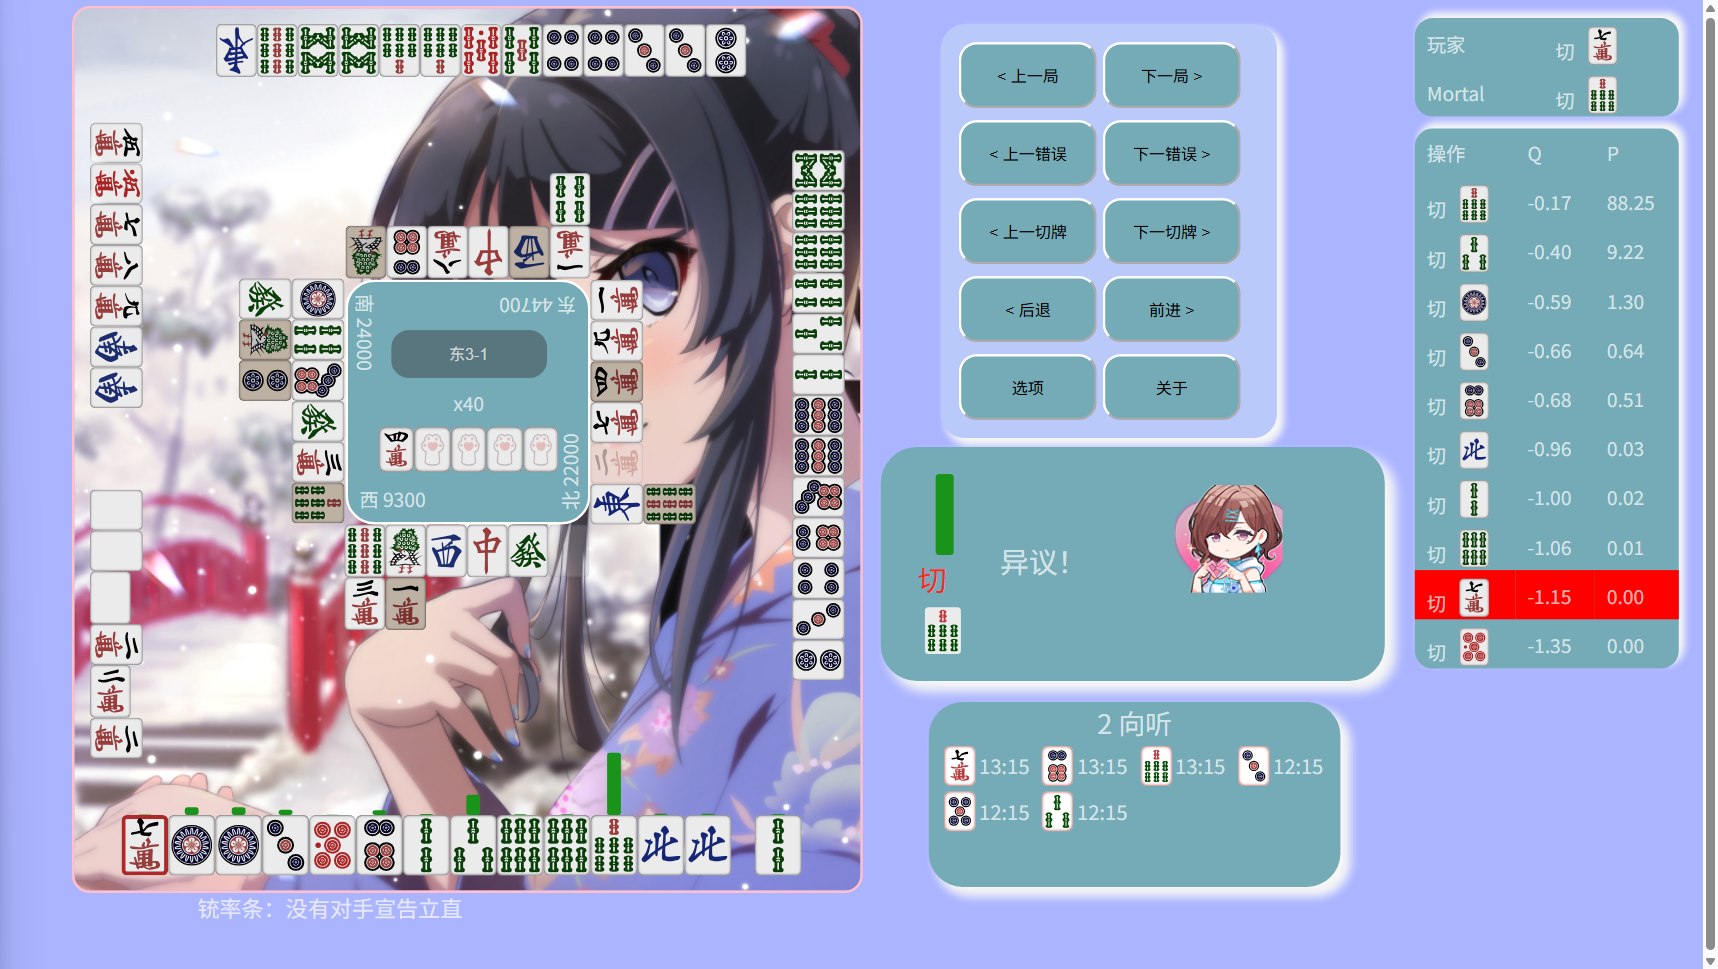 东 44700
南 24000
东3-1
x40
北 22000
西 9300
铳率条：没有对手宣告立直
< 上一局
下一局 >
< 上一错误
下一错误 >
< 上一切牌
下一切牌 >
< 后退
前进 >
选项
关于
切
异议！
2 向听
13:15 13:15 13:15 12:15
12:15 12:15
玩家 切
Mortal 切
操作 Q P
切 -0.17 88.25
切 -0.40 9.22
切 -0.59 1.30
切 -0.66 0.64
切 -0.68 0.51
切 -0.96 0.03
切 -1.00 0.02
切 -1.06 0.01
切 -1.15 0.00
切 -1.35 0.00